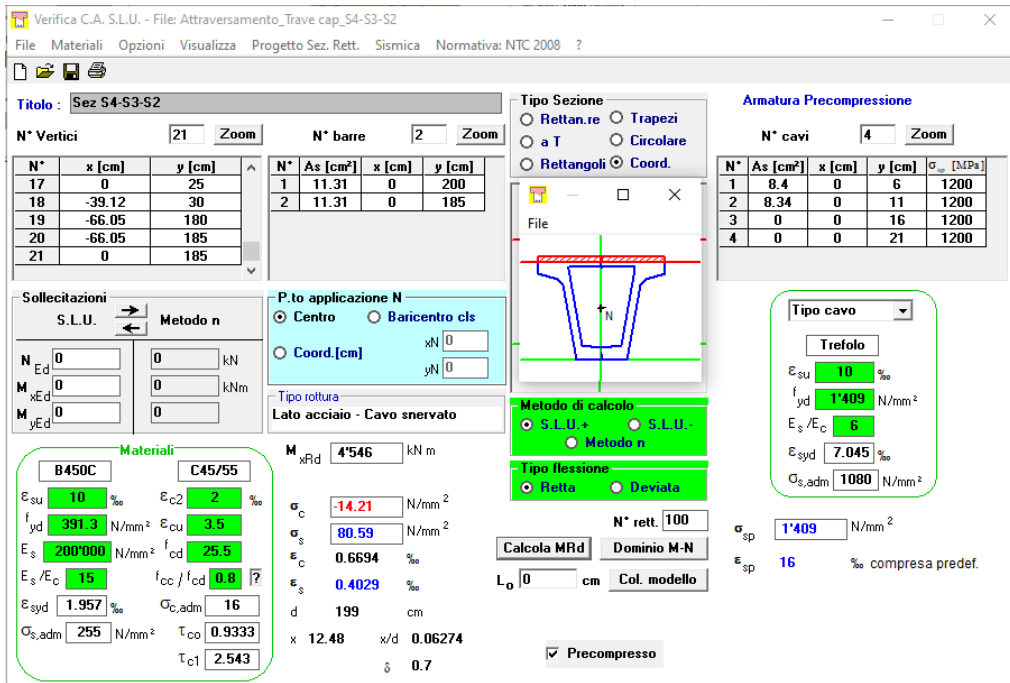 Verifica C.A. S.L.U. - File: Attraversamento_Trave cap_S4-S3-S2
File Materiali Opzioni Visualizza Progetto Sez. Rett. Sismica Normativa: NTC 2008 ?
Titolo : Sez S4-S3-S2
N° Vertici 21 Zoom N° barre 2 Zoom
N° x [cm] y [cm]
17 0 25
18 -39.12 30
19 -66.05 180
20 -66.05 185
21 0 185
N° As [cm²] x [cm] y [cm]
1 11.31 0 200
2 11.31 0 185
Tipo Sezione
Rettan.re Trapezi
a T Circolare
Rettangoli Coord.
File
N
Armatura Precompressione
N° cavi 4 Zoom
N° As [cm²] x [cm] y [cm] σsp [MPa]
1 8.4 0 6 1200
2 8.34 0 11 1200
3 0 0 16 1200
4 0 0 21 1200
Sollecitazioni
S.L.U. Metodo n
N Ed 0 0 kN
M xEd 0 0 kNm
M yEd 0 0
P.to applicazione N
Centro Baricentro cls
Coord.[cm] xN 0
yN 0
Tipo rottura
Lato acciaio - Cavo snervato
Metodo di calcolo
S.L.U.+ S.L.U.-
Metodo n
Tipo flessione
Retta Deviata
N° rett. 100
Calcola MRd Dominio M-N
Lo 0 cm Col. modello
Precompresso
Tipo cavo
Trefolo
εsu 10 ‰
fyd 1'409 N/mm²
Es /Ec 6
εsyd 7.045 ‰
σs,adm 1080 N/mm²
σsp 1'409 N/mm²
εsp 16 ‰ compresa predef.
Materiali
B450C C45/55
εsu 10 ‰ εc2 2 ‰
fyd 391.3 N/mm² εcu 3.5
Es 200'000 N/mm² fcd 25.5
Es /Ec 15 fcc / fcd 0.8 ?
εsyd 1.957 ‰ σc,adm 16
σs,adm 255 N/mm² τco 0.9333
τc1 2.543
M xRd 4'546 kN m
σc -14.21 N/mm²
σs 80.59 N/mm²
εc 0.6694 ‰
εs 0.4029 ‰
d 199 cm
x 12.48 x/d 0.06274
δ 0.7